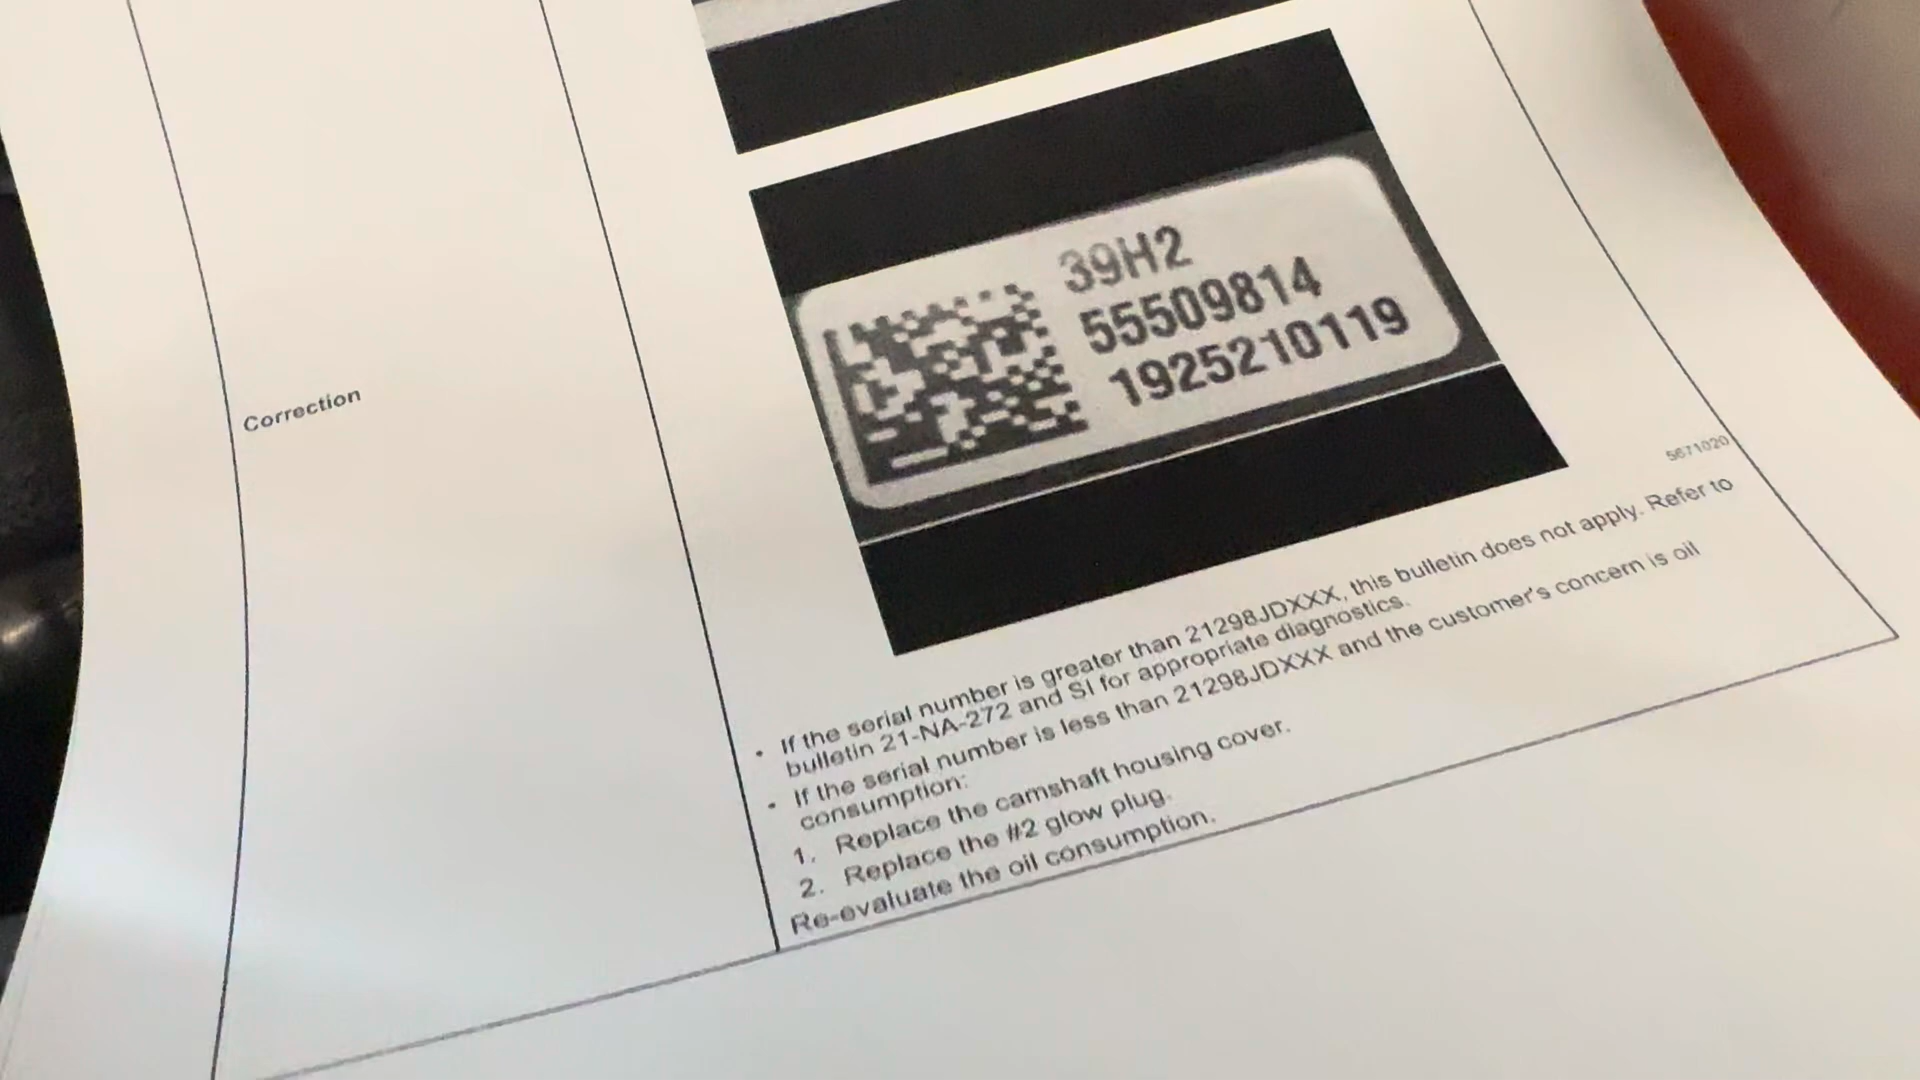 39H2
55509814
1925210119
5671020
Correction
• If the serial number is greater than 21298JDXXX, this bulletin does not apply. Refer to
bulletin 21-NA-272 and SI for appropriate diagnostics.
• If the serial number is less than 21298JDXXX and the customer's concern is oil
consumption:
1. Replace the camshaft housing cover.
2. Replace the #2 glow plug.
Re-evaluate the oil consumption.